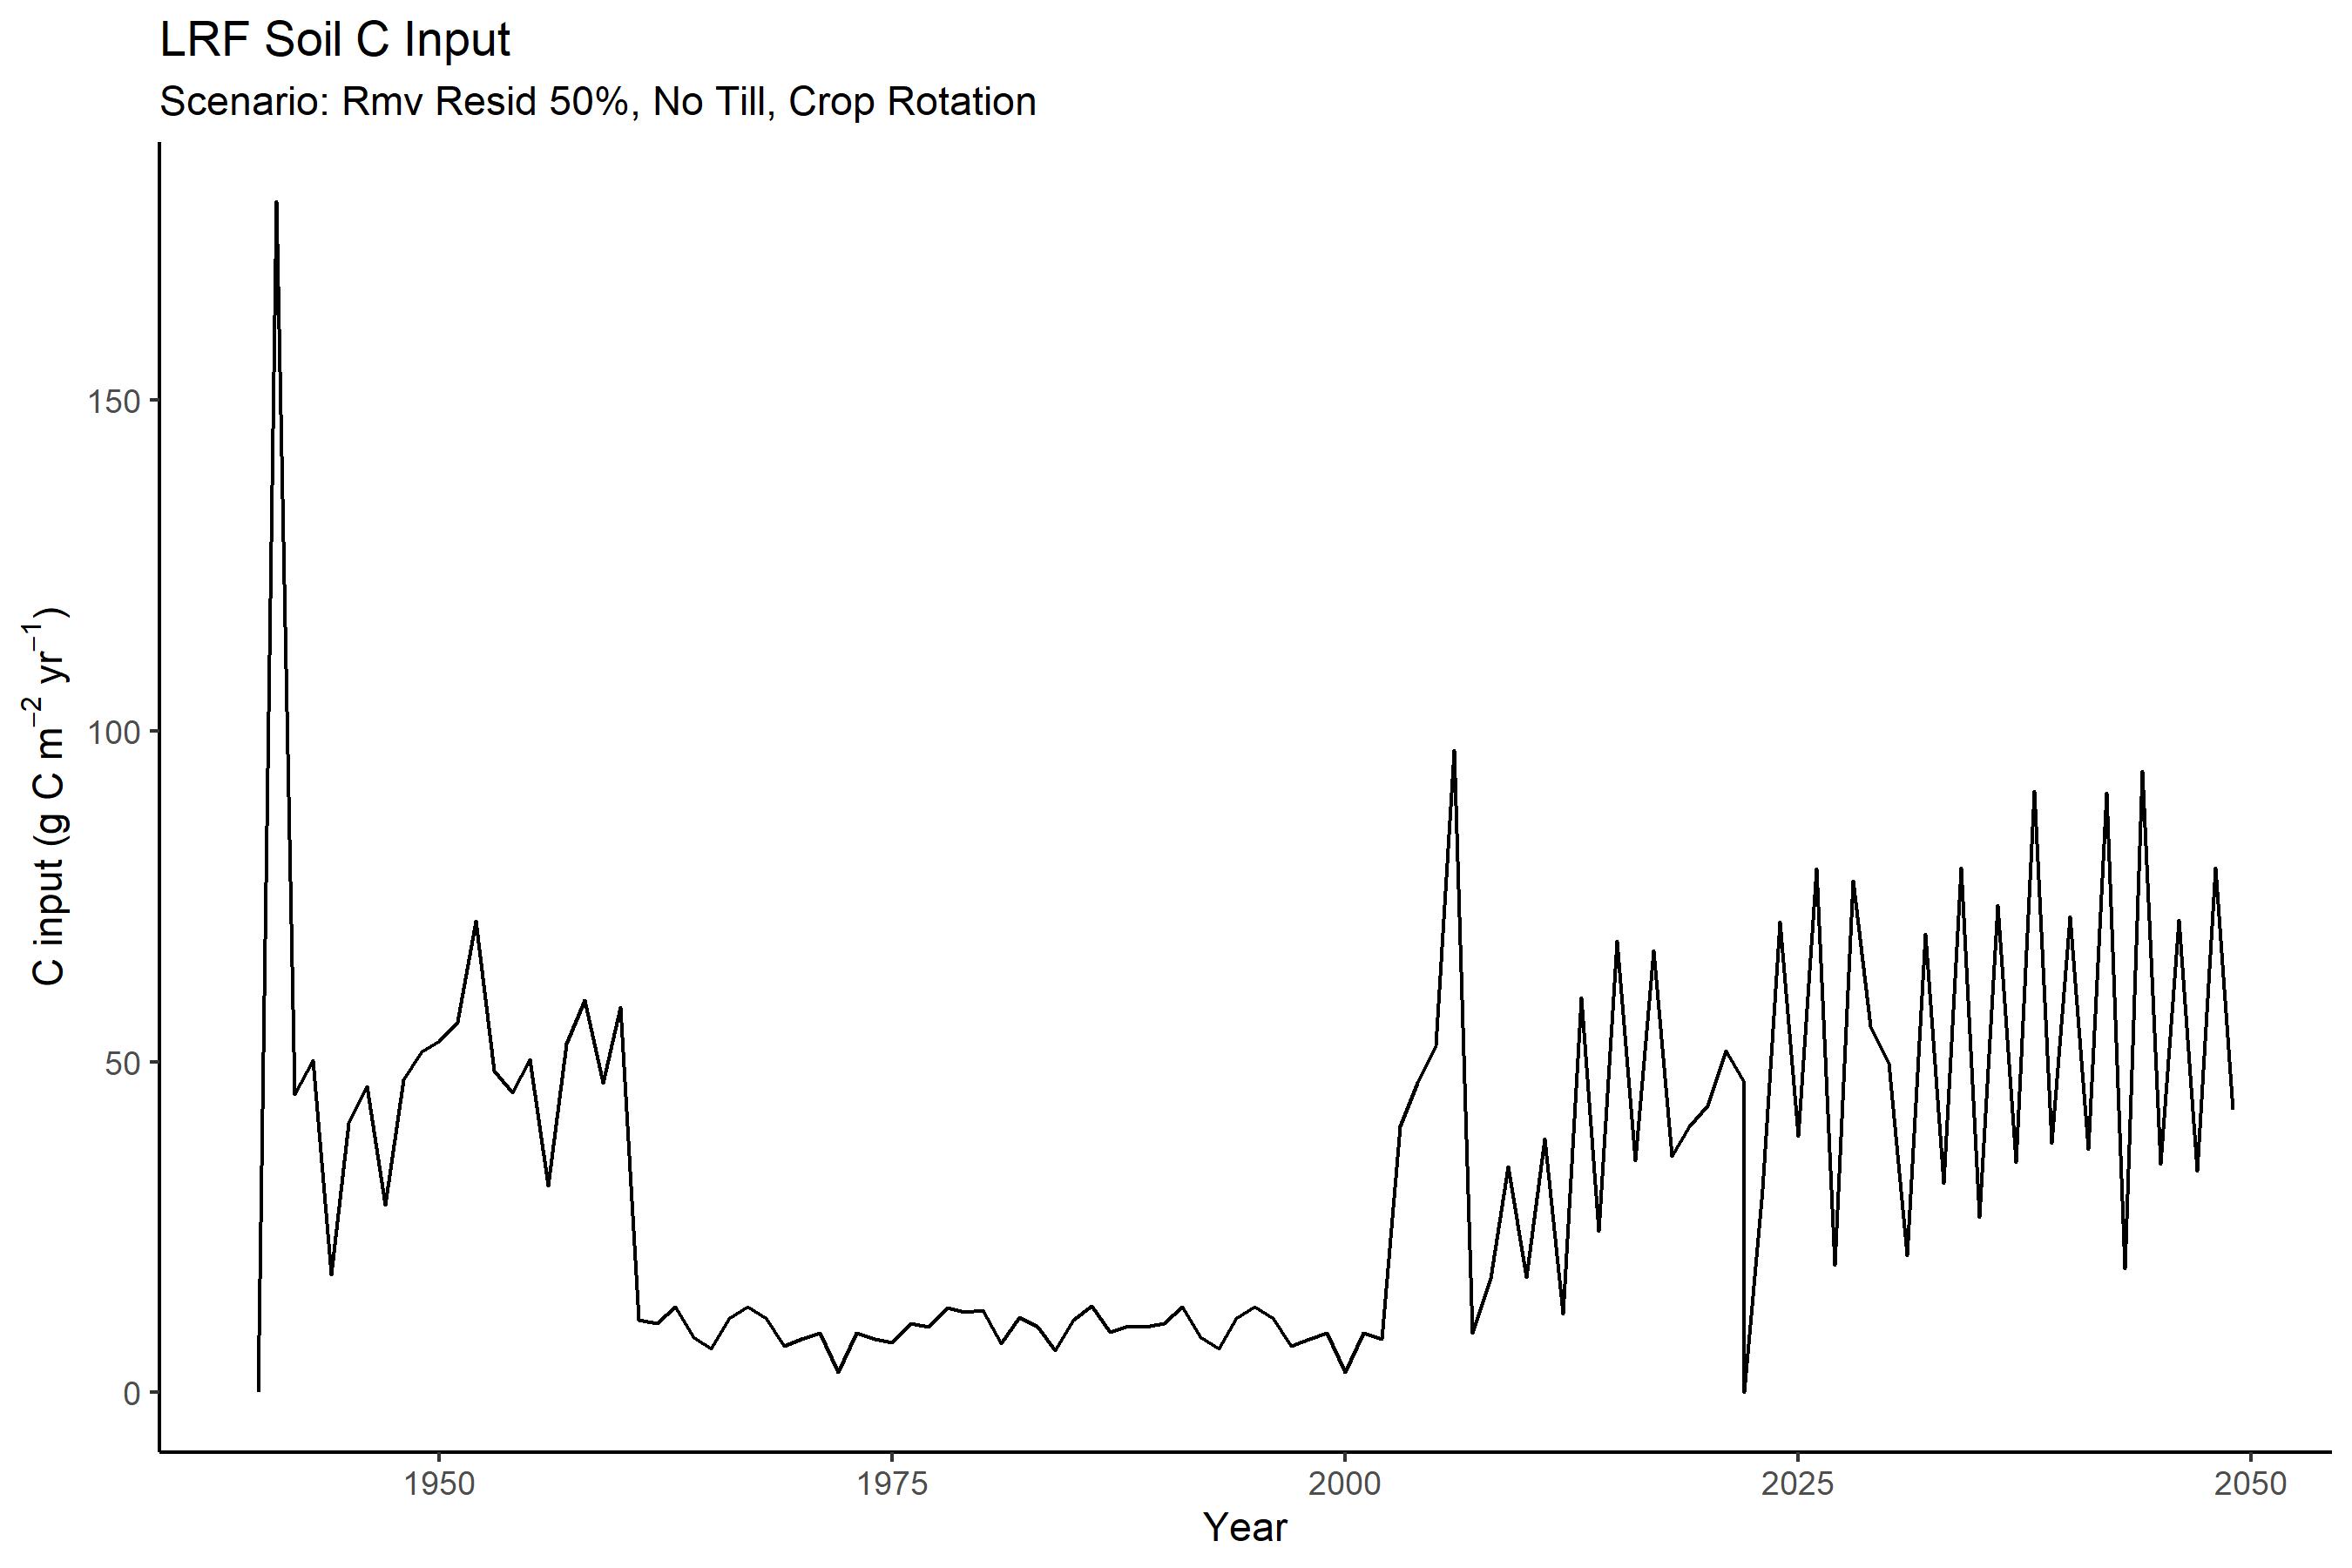 LRF Soil C Input
Scenario: Rmv Resid 50%, No Till, Crop Rotation
C input (g C m⁻² yr⁻¹)
150
100
50
0
1950 1975 2000 2025 2050
Year